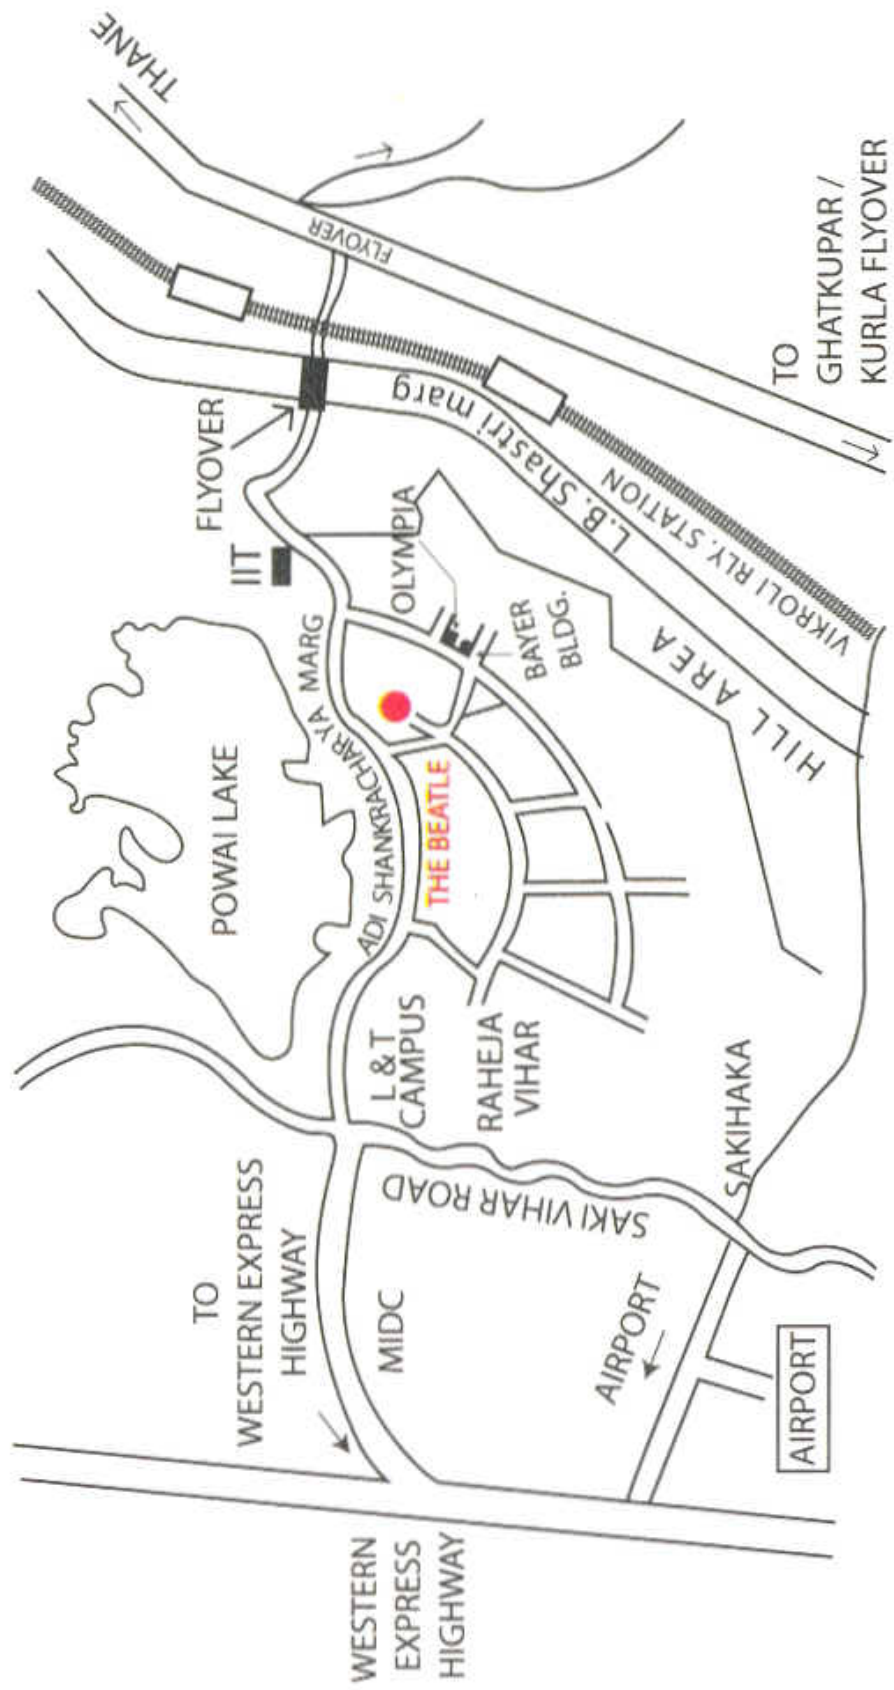 THANE
FLYOVER
TO
GHATKUPAR /
KURLA FLYOVER
FLYOVER
L.B. Shastri marg
VIKROLI RLY. STATION
IIT
OLYMPIA
BAYER
BLDG.
HILL AREA
POWAI LAKE
ADI SHANKRACHARYA MARG
THE BEATLE
L & T
CAMPUS
RAHEJA
VIHAR
SAKIHAKA
SAKI VIHAR ROAD
TO
WESTERN EXPRESS
HIGHWAY
MIDC
AIRPORT
AIRPORT
WESTERN
EXPRESS
HIGHWAY